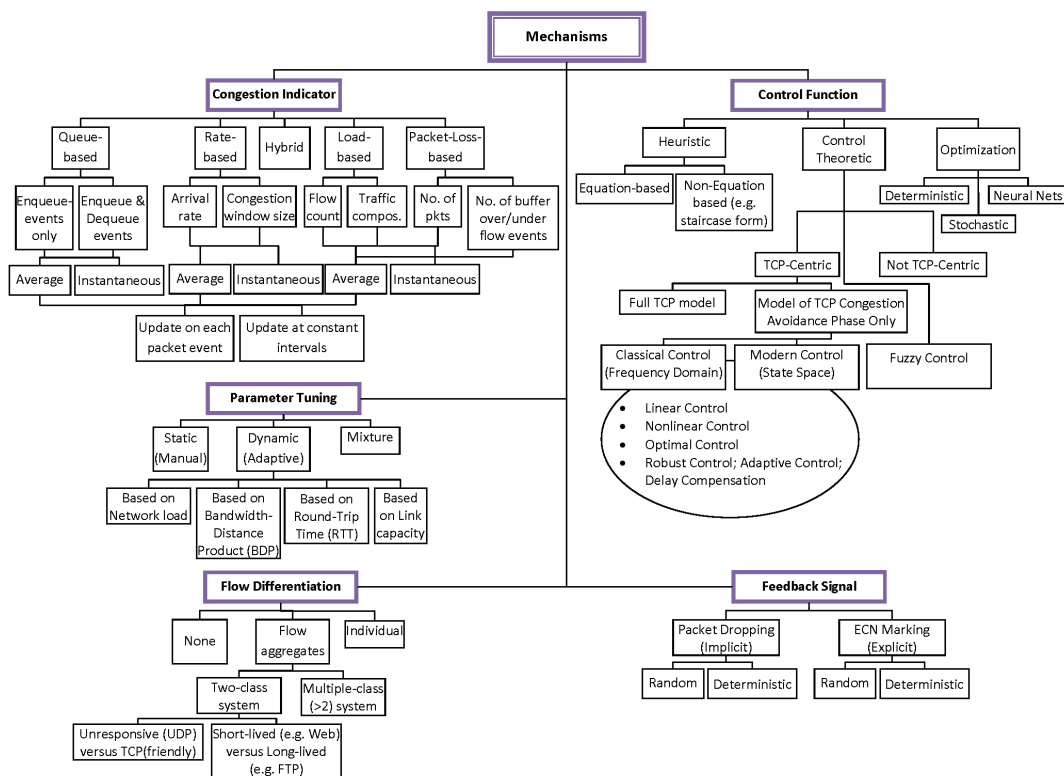 Mechanisms
Congestion Indicator
Queue-
based
Rate-
based
Hybrid
Load-
based
Packet-Loss-
based
Enqueue-
events
only
Enqueue &
Dequeue
events
Arrival
rate
Congestion
window size
Flow
count
Traffic
compos.
No. of
pkts
No. of buffer
over/under
flow events
Average
Instantaneous
Average
Instantaneous
Average
Instantaneous
Update on each
packet event
Update at constant
intervals
Control Function
Heuristic
Control
Theoretic
Optimization
Equation-based
Non-Equation
based (e.g.
staircase form)
Deterministic
Neural Nets
Stochastic
TCP-Centric
Not TCP-Centric
Full TCP model
Model of TCP Congestion
Avoidance Phase Only
Classical Control
(Frequency Domain)
Modern Control
(State Space)
Fuzzy Control
• Linear Control
• Nonlinear Control
• Optimal Control
• Robust Control; Adaptive Control;
Delay Compensation
Parameter Tuning
Static
(Manual)
Dynamic
(Adaptive)
Mixture
Based on
Network load
Based on
Bandwidth-
Distance
Product (BDP)
Based on
Round-Trip
Time (RTT)
Based
on Link
capacity
Flow Differentiation
None
Flow
aggregates
Individual
Two-class
system
Multiple-class
(>2) system
Unresponsive (UDP)
versus TCP(friendly)
Short-lived (e.g. Web)
versus Long-lived
(e.g. FTP)
Feedback Signal
Packet Dropping
(Implicit)
ECN Marking
(Explicit)
Random
Deterministic
Random
Deterministic